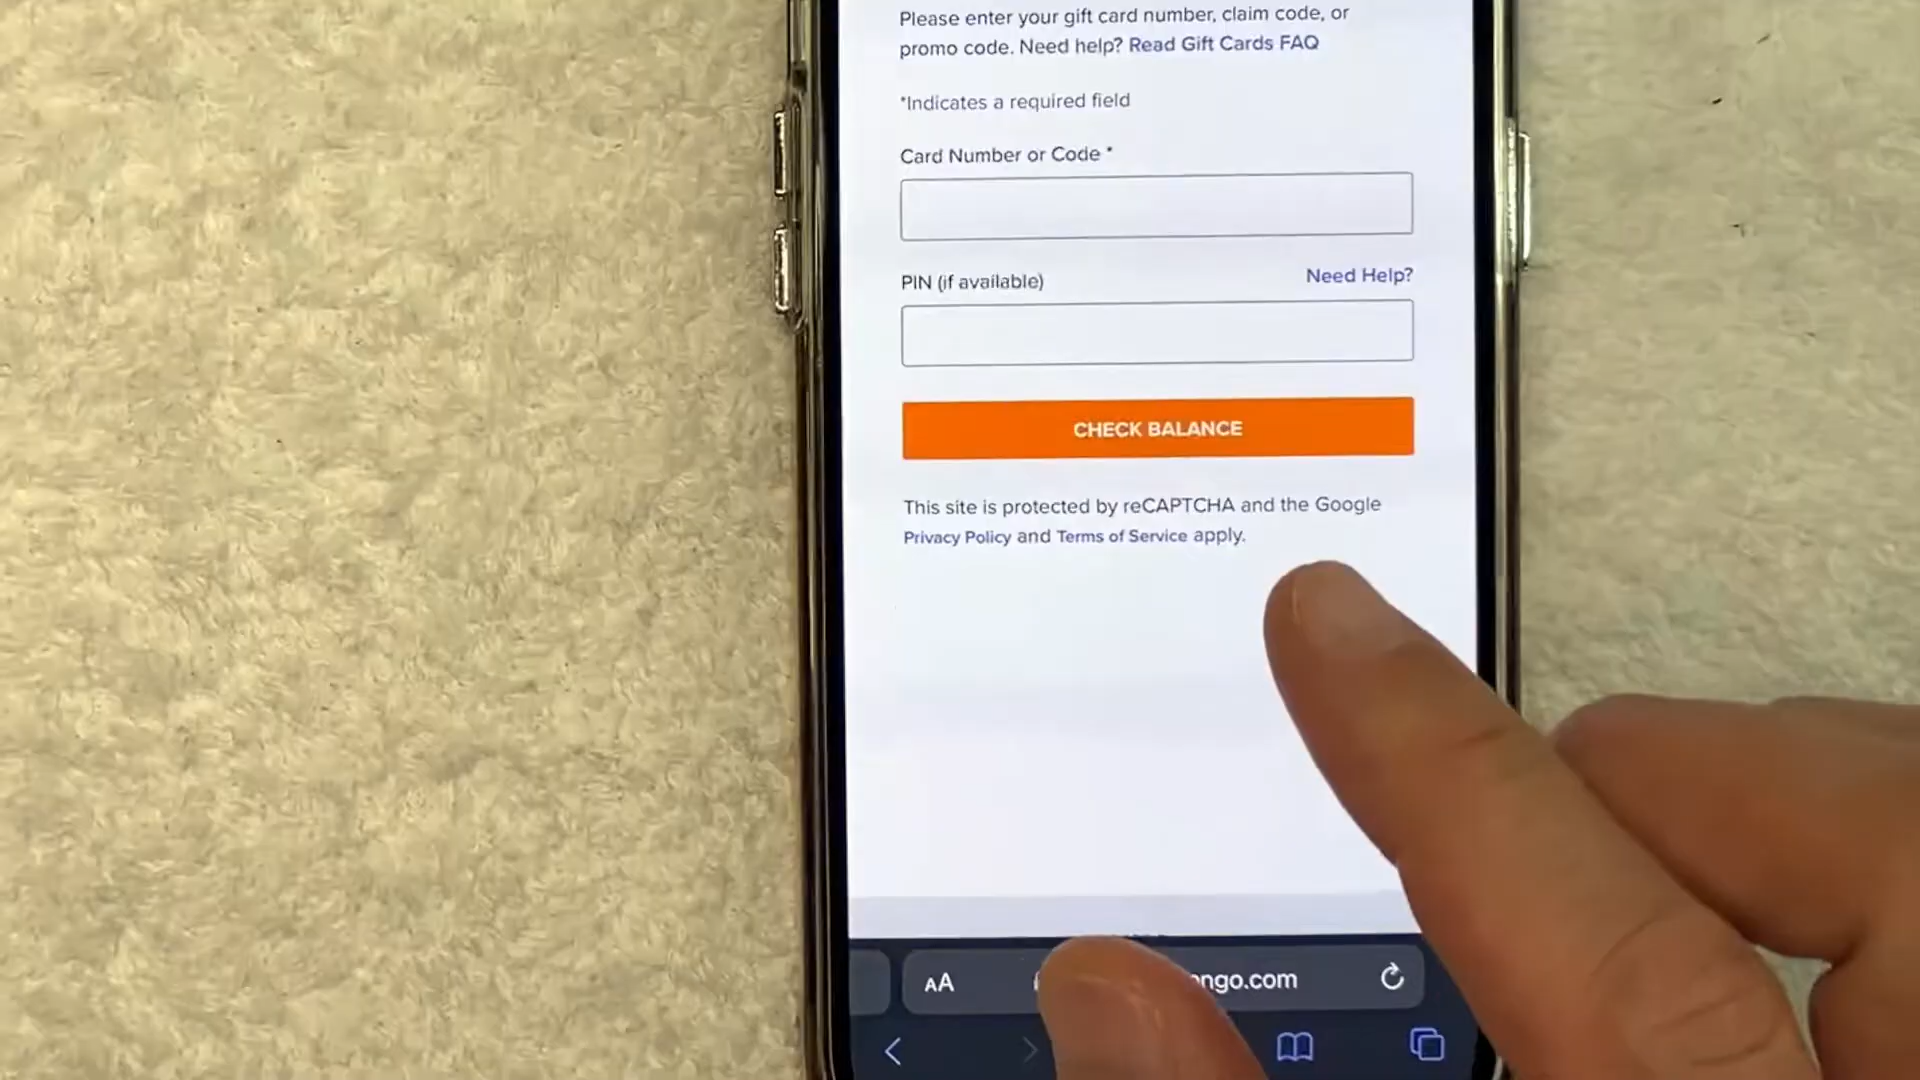 Please enter your gift card number, claim code, or
promo code. Need help? Read Gift Cards FAQ
*Indicates a required field
Card Number or Code *
PIN (if available)
Need Help?
CHECK BALANCE
This site is protected by reCAPTCHA and the Google
Privacy Policy and Terms of Service apply.
AA
ngo.com